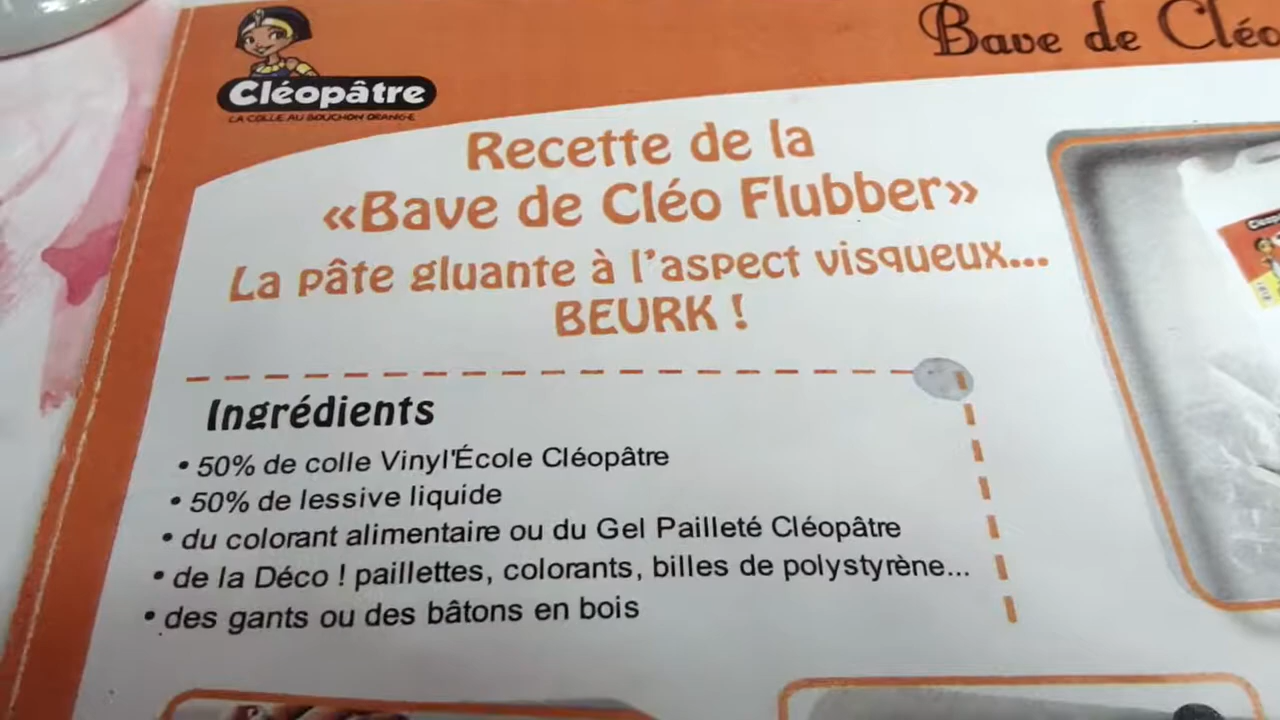 Cléopâtre
LA COLLE AU BOUCHON ORANGE
Bave de Cléo
Recette de la
«Bave de Cléo Flubber»
La pâte gluante à l'aspect visqueux...
BEURK !
Ingrédients
• 50% de colle Vinyl'École Cléopâtre
• 50% de lessive liquide
• du colorant alimentaire ou du Gel Pailleté Cléopâtre
• de la Déco ! paillettes, colorants, billes de polystyrène...
• des gants ou des bâtons en bois